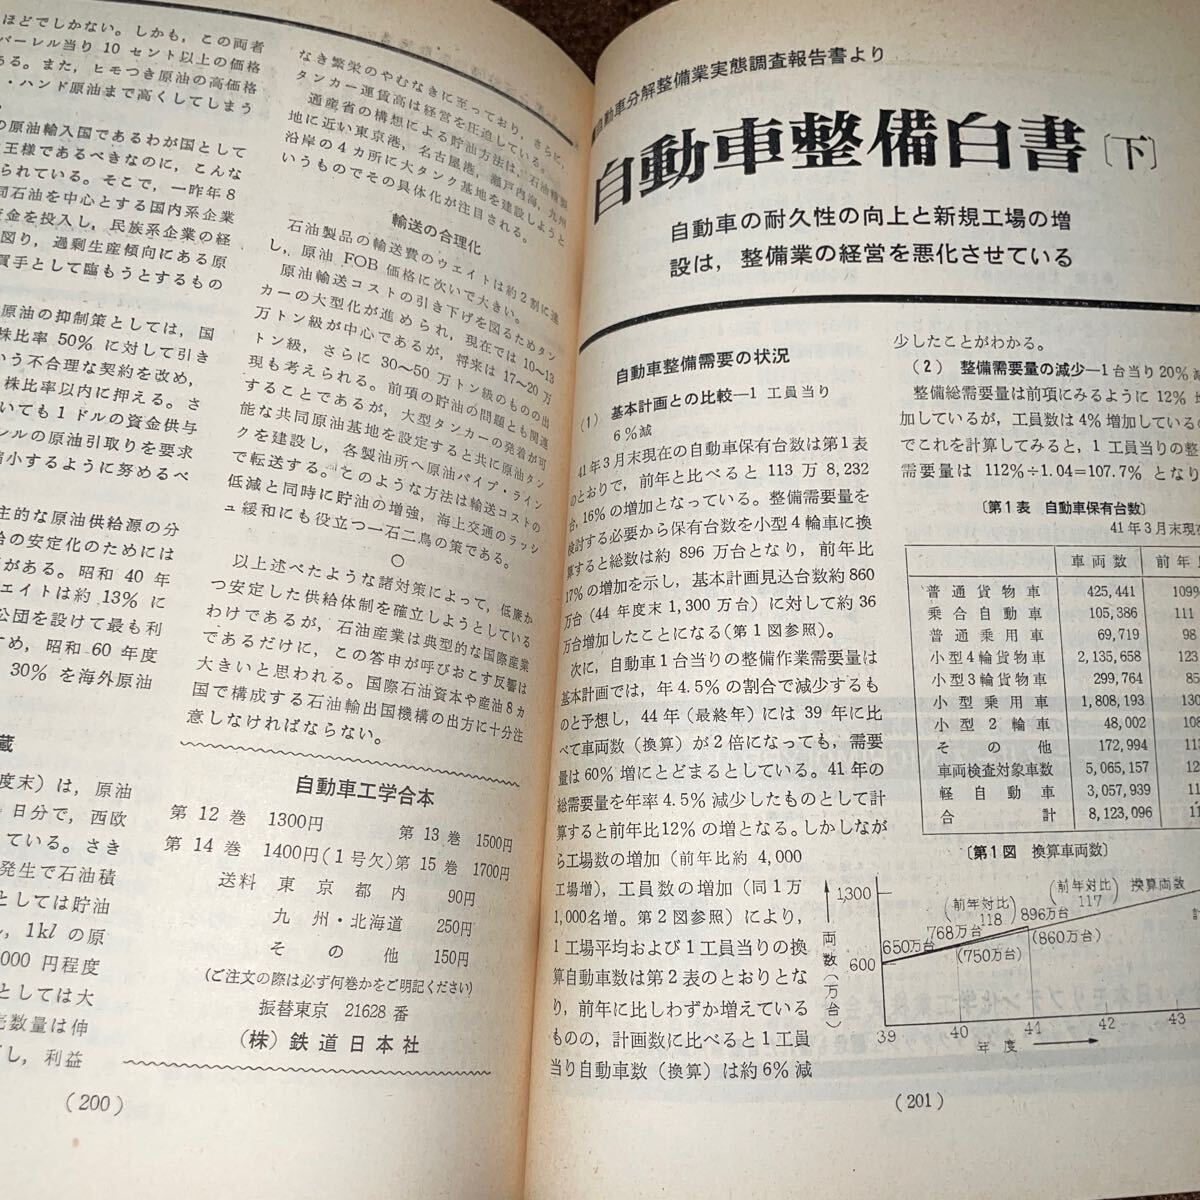 ほどでしかない。しかも，この両者
バーレル当り 10 セント以上の価格
ある。また，ヒモつき原油の高価格
・ハンド原油まで高くしてしまう
の原油輸入国であるわが国として
王様であるべきなのに，こんな
られている。そこで，一昨年8
同石油を中心とする国内系企業
資金を投入し，民族系企業の経
図り，過剰生産傾向にある原
買手として臨もうとするもの
原油の抑制策としては，国
株比率 50% に対して引き
いう不合理な契約を改め，
株比率以内に押える。さ
いても 1 ドルの資金供与
レルの原油引取りを要求
縮小するように努めるべ
主的な原油供給源の分
給の安定化のためには
がある。昭和 40 年
ウエイトは約 13% に
公団を設けて最も利
すめ，昭和 60 年度
30% を海外原油
蔵
度末）は，原油
日分で，西欧
ている。さき
発生で石油積
としては貯油
，1kl の原
000 円程度
としては大
売数量は伸
し，利益
なき繁栄のやむなきに至っており，さらに，
タンカー運賃高は経営を圧迫している。
通産省の構想による貯油方法は，石油精製
地に近い東京港，名古屋港，瀬戸内海，九州
沿岸の 4 カ所に大タンク基地を建設しようと
いうものでその具体化が注目される。
輸送の合理化
石油製品の輸送費のウエイトは約 2 割に達
し，原油 FOB 価格に次いで大きい。
原油輸送コストの引き下げを図るためタン
カーの大型化が進められ，現在では 10〜13
万トン級が中心であるが，将来は 17〜20 万
トン級，さらに 30〜50 万トン級のものの出
現も考えられる。前項の貯油の問題とも関連
することであるが，大型タンカーの発着が可
能な共同原油基地を設定すると共に原油タン
クを建設し，各製油所へ原油パイプ・ライン
で転送する。このような方法は輸送コストの
低減と同時に貯油の増強，海上交通のラッシ
ュ緩和にも役立つ一石二鳥の策である。
○
以上述べたような諸対策によって，低廉か
つ安定した供給体制を確立しようとしている
わけであるが，石油産業は典型的な国際産業
であるだけに，この答申が呼びおこす反響は
大きいと思われる。国際石油資本や産油 8 カ
国で構成する石油輸出国機構の出方に十分注
意しなければならない。
自動車工学合本
第 12 巻 1300円 第 13 巻 1500円
第 14 巻 1400円(1号欠) 第 15 巻 1700円
送料 東京都内 90円
九州・北海道 250円
その他 150円
(ご注文の際は必ず何巻かをご明記ください)
振替東京 21628 番
(株) 鉄道日本社
(200)
自動車分解整備業実態調査報告書より
自動車整備白書〔下〕
自動車の耐久性の向上と新規工場の増
設は，整備業の経営を悪化させている
自動車整備需要の状況
(1) 基本計画との比較―1 工員当り
6%減
41年3月末現在の自動車保有台数は第1表
のとおりで，前年と比べると 113 万 8,232
台，16%の増加となっている。整備需要量を
検討する必要から保有台数を小型4輪車に換
算すると総数は約 896 万台となり，前年比
17%の増加を示し，基本計画見込台数約860
万台(44 年度末 1,300 万台) に対して約 36
万台増加したことになる(第1図参照)。
次に，自動車1台当りの整備作業需要量は
基本計画では，年4.5% の割合で減少するも
のと予想し，44年（最終年）には 39 年に比
べて車両数（換算）が2倍になっても，需要
量は60%増にとどまるとしている。41年の
総需要量を年率4.5%減少したものとして計
算すると前年比12%の増となる。しかしなが
ら工場数の増加（前年比約 4,000
工場増)，工員数の増加（同1万
1,000名増。第2図参照）により，
1工場平均および1工員当りの換
算自動車数は第2表のとおりとな
り，前年に比しわずか増えている
ものの，計画数に比べると1工員
当り自動車数（換算）は約6%減
少したことがわかる。
(2) 整備需要量の減少―1台当り20%減
整備総需要量は前項にみるように 12% 増
加しているが，工員数は4%増加しているの
でこれを計算してみると，1工員当りの整
需要量は 112%÷1.04=107.7% となり
〔第1表 自動車保有台数〕
41年3月末現在
車両数 前年
普通貨物車 425,441 109%
乗合自動車 105,386 111
普通乗用車 69,719 98
小型4輪貨物車 2,135,658 123
小型3輪貨物車 299,764 85
小型乗用車 1,808,193 130
小型2輪車 48,002 108
その他 172,994 113
車両検査対象車数 5,065,157 12
軽自動車 3,057,939 11
合計 8,123,096 11
〔第1図 換算車両数〕
1,300
(前年対比) 117 換算両数
(前年対比) 118
896万台
768万台
650万台
(860万台)
(750万台)
600
両数(万台)
39 40 41 42 43
年度
(201)